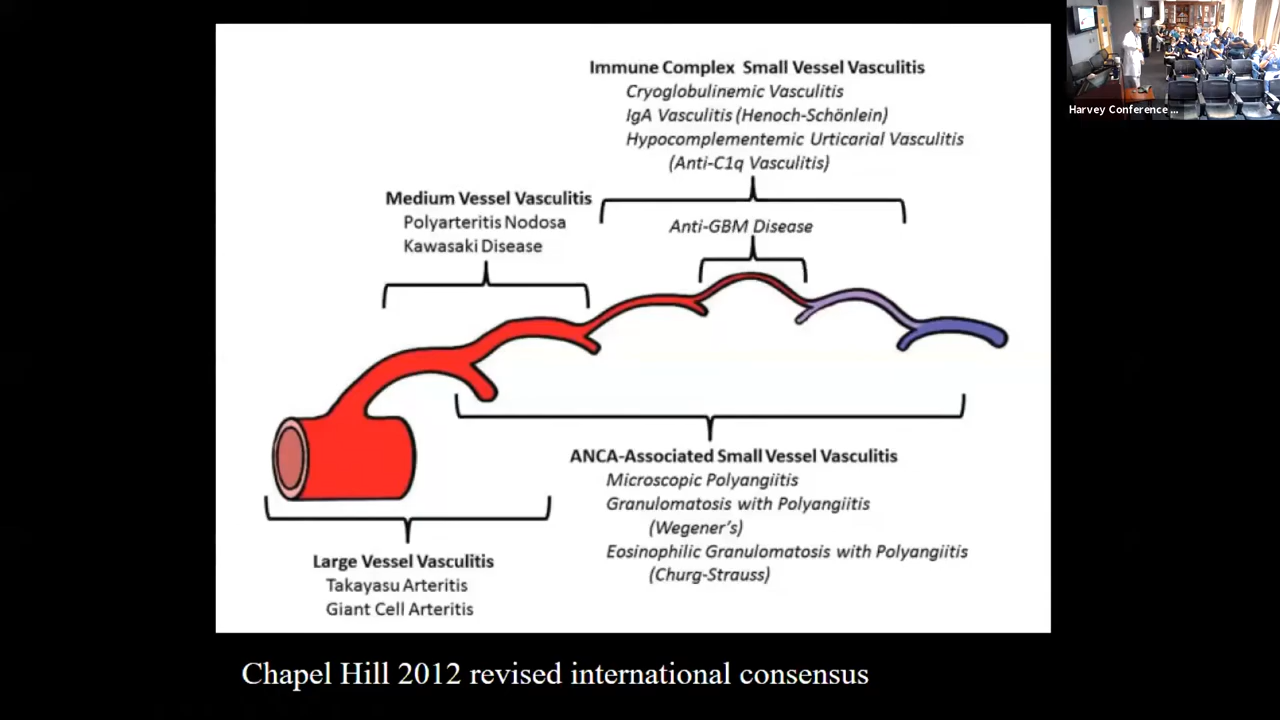 Immune Complex Small Vessel Vasculitis
Cryoglobulinemic Vasculitis
IgA Vasculitis (Henoch-Schönlein)
Hypocomplementemic Urticarial Vasculitis
(Anti-C1q Vasculitis)
Medium Vessel Vasculitis
Polyarteritis Nodosa
Kawasaki Disease
Anti-GBM Disease
ANCA-Associated Small Vessel Vasculitis
Microscopic Polyangiitis
Granulomatosis with Polyangiitis
(Wegener's)
Eosinophilic Granulomatosis with Polyangiitis
(Churg-Strauss)
Large Vessel Vasculitis
Takayasu Arteritis
Giant Cell Arteritis
Chapel Hill 2012 revised international consensus
Harvey Conference ...